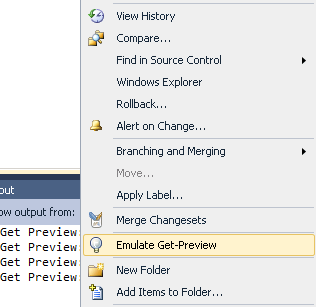 View History
Compare...
Find in Source Control
Windows Explorer
Rollback...
Alert on Change...
Branching and Merging
Move...
Apply Label...
Merge Changesets
Emulate Get-Preview
New Folder
Add Items to Folder...
out
ow output from:
Get Preview:
Get Preview:
Get Preview:
Get Preview: